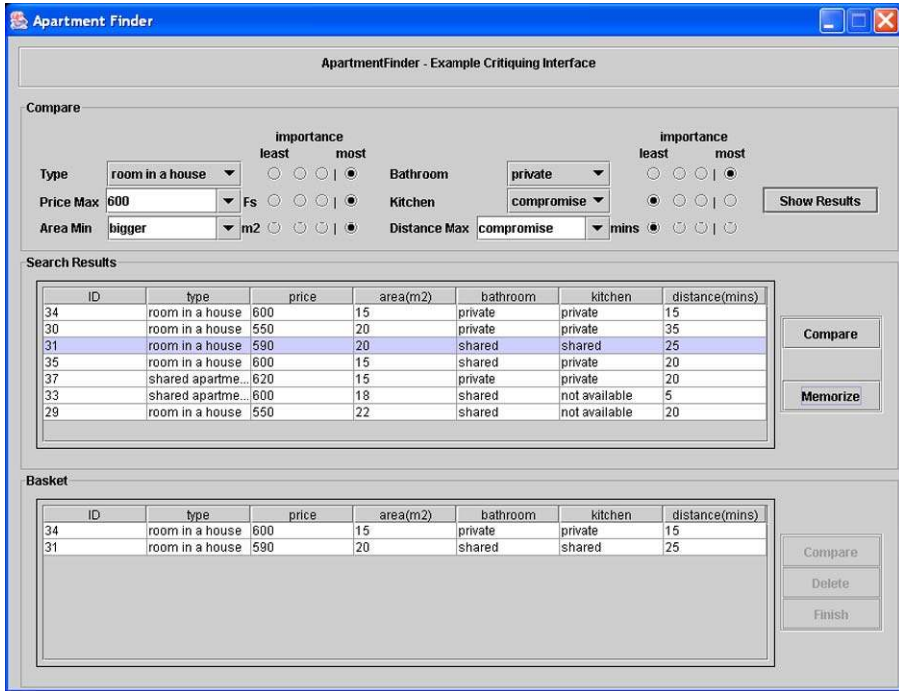 Apartment Finder
ApartmentFinder - Example Critiquing Interface
Compare
importance importance
least most least most
Type room in a house | Bathroom private |
Price Max 600 Fs | Kitchen compromise | Show Results
Area Min bigger m2 | Distance Max compromise mins |
Search Results
ID type price area(m2) bathroom kitchen distance(mins)
34 room in a house 600 15 private private 15
30 room in a house 550 20 private private 35
31 room in a house 590 20 shared shared 25
35 room in a house 600 15 shared private 20
37 shared apartme... 620 15 private private 20
33 shared apartme... 600 18 shared not available 5
29 room in a house 550 22 shared not available 20
Compare
Memorize
Basket
ID type price area(m2) bathroom kitchen distance(mins)
34 room in a house 600 15 private private 15
31 room in a house 590 20 shared shared 25
Compare
Delete
Finish